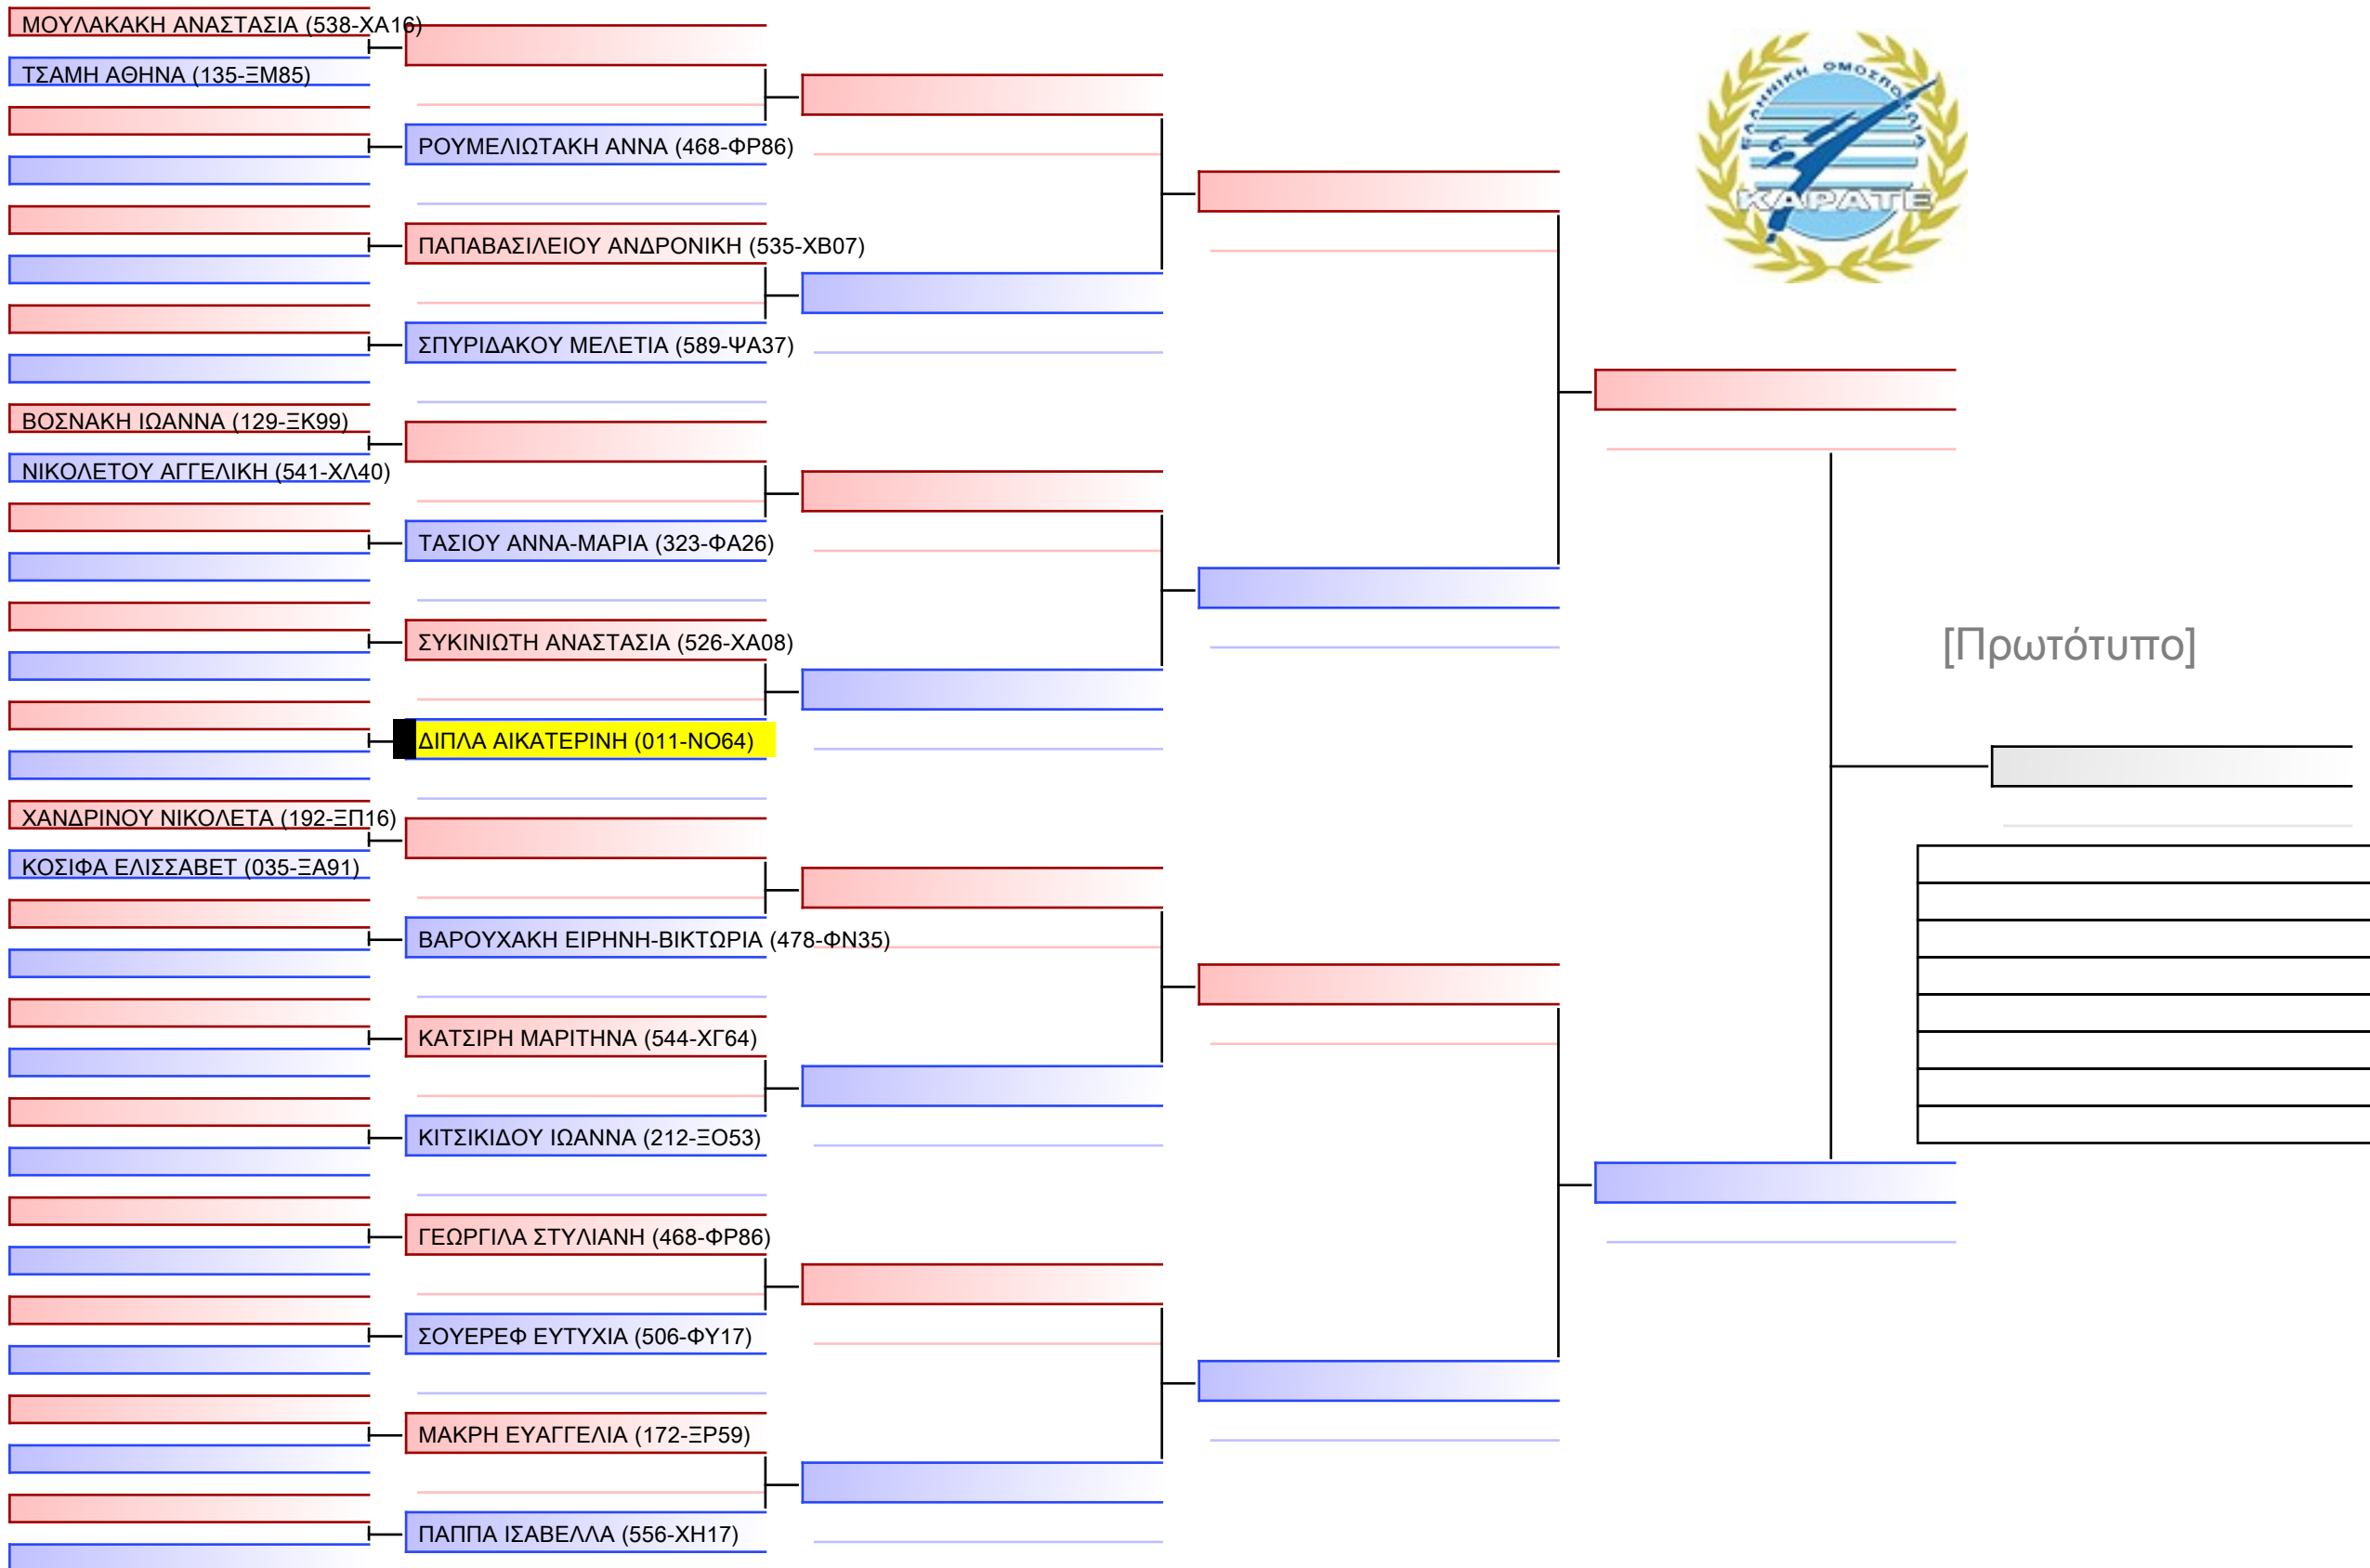 ΜΟΥΛΑΚΑΚΗ ΑΝΑΣΤΑΣΙΑ (538-ΧΑ16)
ΤΣΑΜΗ ΑΘΗΝΑ (135-ΞΜ85)
ΡΟΥΜΕΛΙΩΤΑΚΗ ΑΝΝΑ (468-ΦΡ86)
ΠΑΠΑΒΑΣΙΛΕΙΟΥ ΑΝΔΡΟΝΙΚΗ (535-ΧΒ07)
ΣΠΥΡΙΔΑΚΟΥ ΜΕΛΕΤΙΑ (589-ΨΑ37)
ΒΟΣΝΑΚΗ ΙΩΑΝΝΑ (129-ΞΚ99)
ΝΙΚΟΛΕΤΟΥ ΑΓΓΕΛΙΚΗ (541-ΧΛ40)
ΤΑΣΙΟΥ ΑΝΝΑ-ΜΑΡΙΑ (323-ΦΑ26)
ΣΥΚΙΝΙΩΤΗ ΑΝΑΣΤΑΣΙΑ (526-ΧΑ08)
ΔΙΠΛΑ ΑΙΚΑΤΕΡΙΝΗ (011-ΝΟ64)
ΧΑΝΔΡΙΝΟΥ ΝΙΚΟΛΕΤΑ (192-ΞΠ16)
ΚΟΣΙΦΑ ΕΛΙΣΣΑΒΕΤ (035-ΞΑ91)
ΒΑΡΟΥΧΑΚΗ ΕΙΡΗΝΗ-ΒΙΚΤΩΡΙΑ (478-ΦΝ35)
ΚΑΤΣΙΡΗ ΜΑΡΙΤΗΝΑ (544-ΧΓ64)
ΚΙΤΣΙΚΙΔΟΥ ΙΩΑΝΝΑ (212-ΞΟ53)
ΓΕΩΡΓΙΛΑ ΣΤΥΛΙΑΝΗ (468-ΦΡ86)
ΣΟΥΕΡΕΦ ΕΥΤΥΧΙΑ (506-ΦΥ17)
ΜΑΚΡΗ ΕΥΑΓΓΕΛΙΑ (172-ΞΡ59)
ΠΑΠΠΑ ΙΣΑΒΕΛΛΑ (556-ΧΗ17)
ΕΛΛΗΝΙΚΗ ΟΜΟΣΠΟΝΔΙΑ
ΚΑΡΑΤΕ
[Πρωτότυπο]